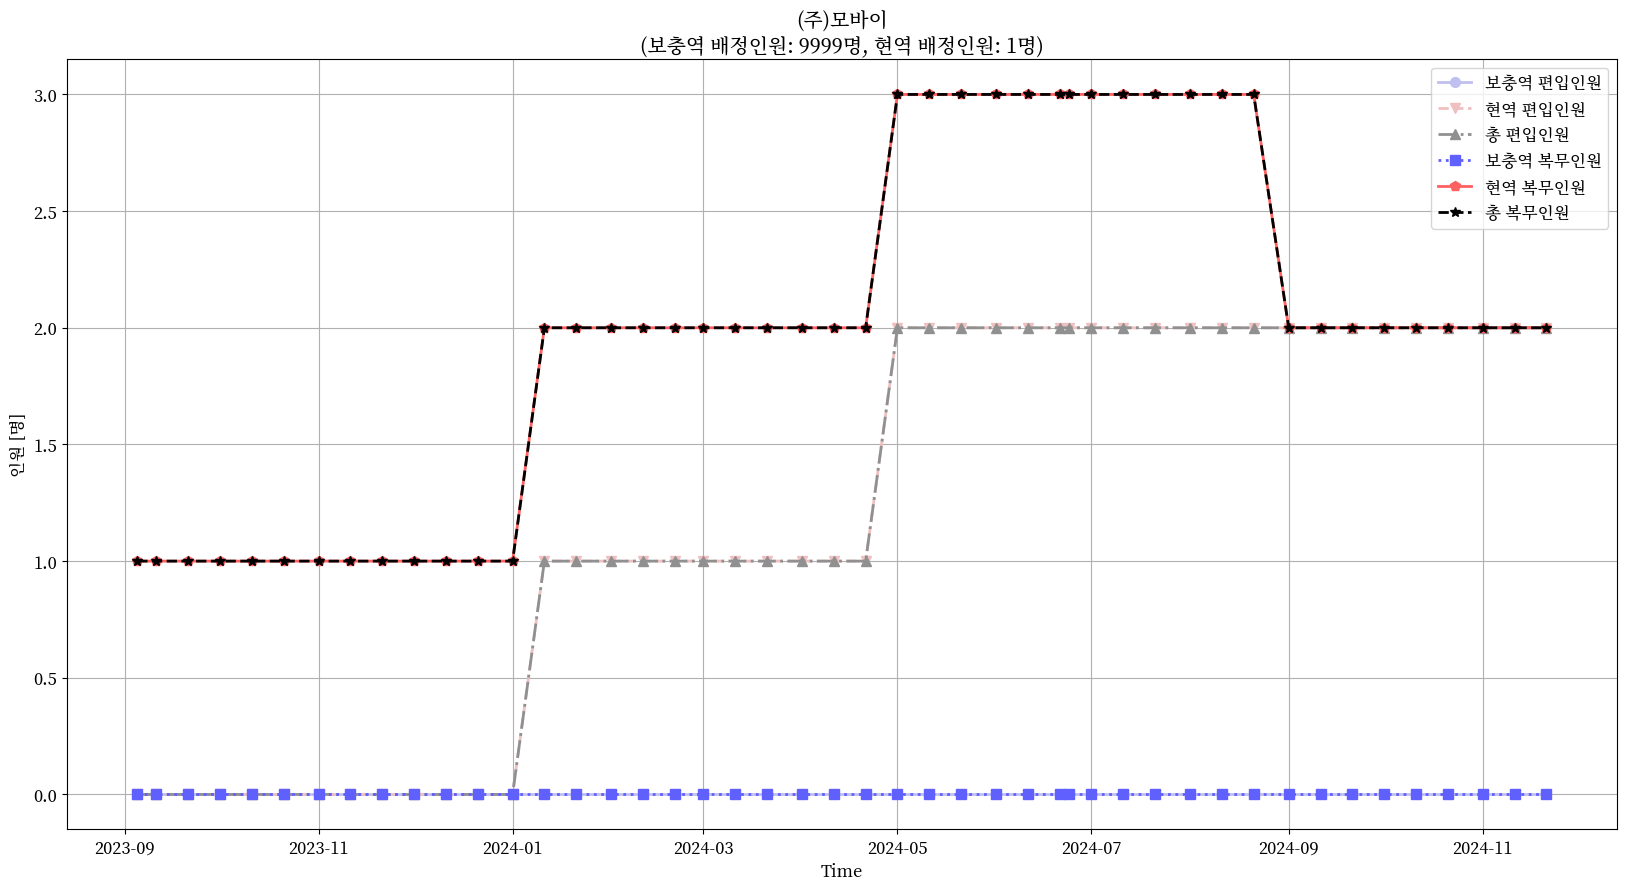 (주)모바이
(보충역 배정인원: 9999명, 현역 배정인원: 1명)
보충역 편입인원
현역 편입인원
총 편입인원
보충역 복무인원
현역 복무인원
총 복무인원
인원 [명]
3.0
2.5
2.0
1.5
1.0
0.5
0.0
2023-09
2023-11
2024-01
2024-03
2024-05
2024-07
2024-09
2024-11
Time